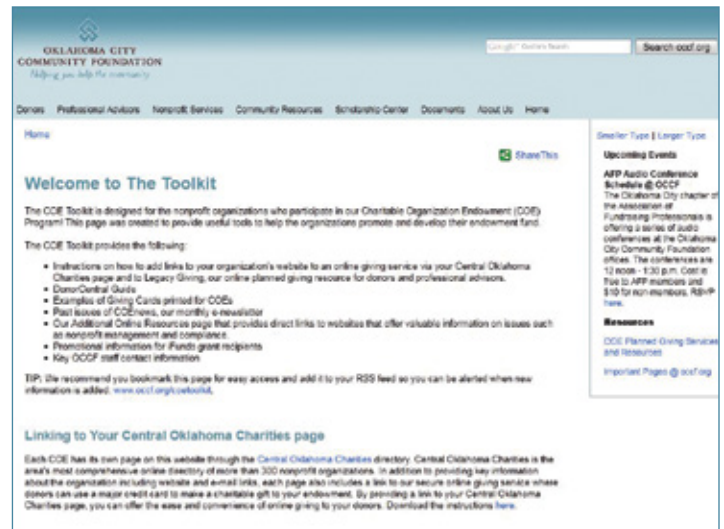 OKLAHOMA CITY
COMMUNITY FOUNDATION
Helping you help the community
Google™ Custom Search
Search occf.org
Donors Professional Advisors Nonprofit Services Community Resources Scholarship Center Documents About Us Home
Home
ShareThis
Welcome to The Toolkit
The COE Toolkit is designed for the nonprofit organizations who participate in our Charitable Organization Endowment (COE)
Program! This page was created to provide useful tools to help the organizations promote and develop their endowment fund.
The COE Toolkit provides the following:
• Instructions on how to add links to your organization's website to an online giving service via your Central Oklahoma
Charities page and to Legacy Giving, our online planned giving resource for donors and professional advisors.
• DonorCentral Guide
• Examples of Giving Cards printed for COEs
• Past issues of COEnews, our monthly e-newsletter
• Our Additional Online Resources page that provides direct links to websites that offer valuable information on issues such
as nonprofit management and compliance.
• Promotional information for iFunds grant recipients
• Key OCCF staff contact information
TIP: We recommend you bookmark this page for easy access and add it to your RSS feed so you can be alerted when new
information is added. www.occf.org/coetoolkit.
Linking to Your Central Oklahoma Charities page
Each COE has its own page on this website through the Central Oklahoma Charities directory. Central Oklahoma Charities is the
area's most comprehensive online directory of more than 300 nonprofit organizations. In addition to providing key information
about the organization including website and e-mail links, each page also includes a link to our secure online giving service where
donors can use a major credit card to make a charitable gift to your endowment. By providing a link to your Central Oklahoma
Charities page, you can offer the ease and convenience of online giving to your donors. Download the instructions here.
Smaller Type | Larger Type
Upcoming Events
AFP Audio Conference
Schedule @ OCCF
The Oklahoma City chapter of
the Association of
Fundraising Professionals is
offering a series of audio
conferences at the Oklahoma
City Community Foundation
offices. The conferences are
12 noon - 1:30 p.m. Cost is
free to AFP members and
$10 for non-members. RSVP
here.
Resources
COE Planned Giving Services
and Resources
Important Pages @ occf.org